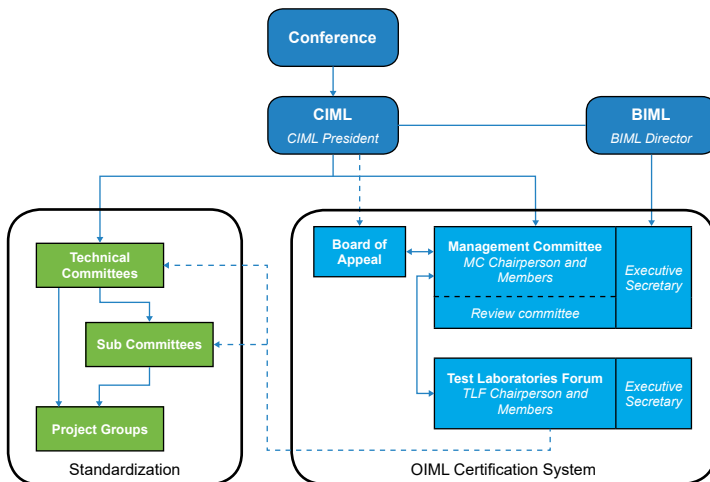 Conference
CIML
CIML President
BIML
BIML Director
Technical
Committees
Sub Committees
Project Groups
Standardization
Board of
Appeal
Management Committee
MC Chairperson and
Members
Review committee
Executive
Secretary
Test Laboratories Forum
TLF Chairperson and
Members
Executive
Secretary
OIML Certification System